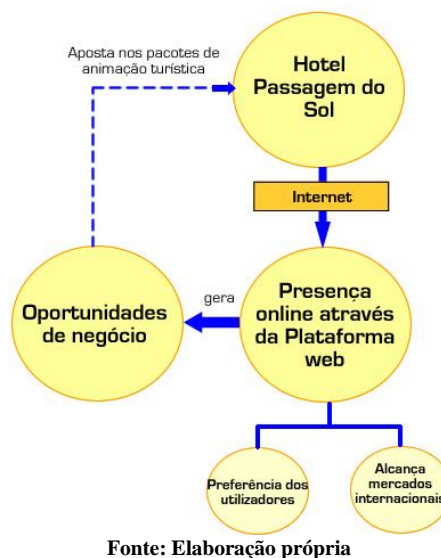 Aposta nos pacotes de
animação turística
Hotel
Passagem do
Sol
Internet
gera
Oportunidades
de negócio
Presença
online através
da Plataforma
web
Preferência dos
utilizadores
Alcança
mercados
internacionais
Fonte: Elaboração própria